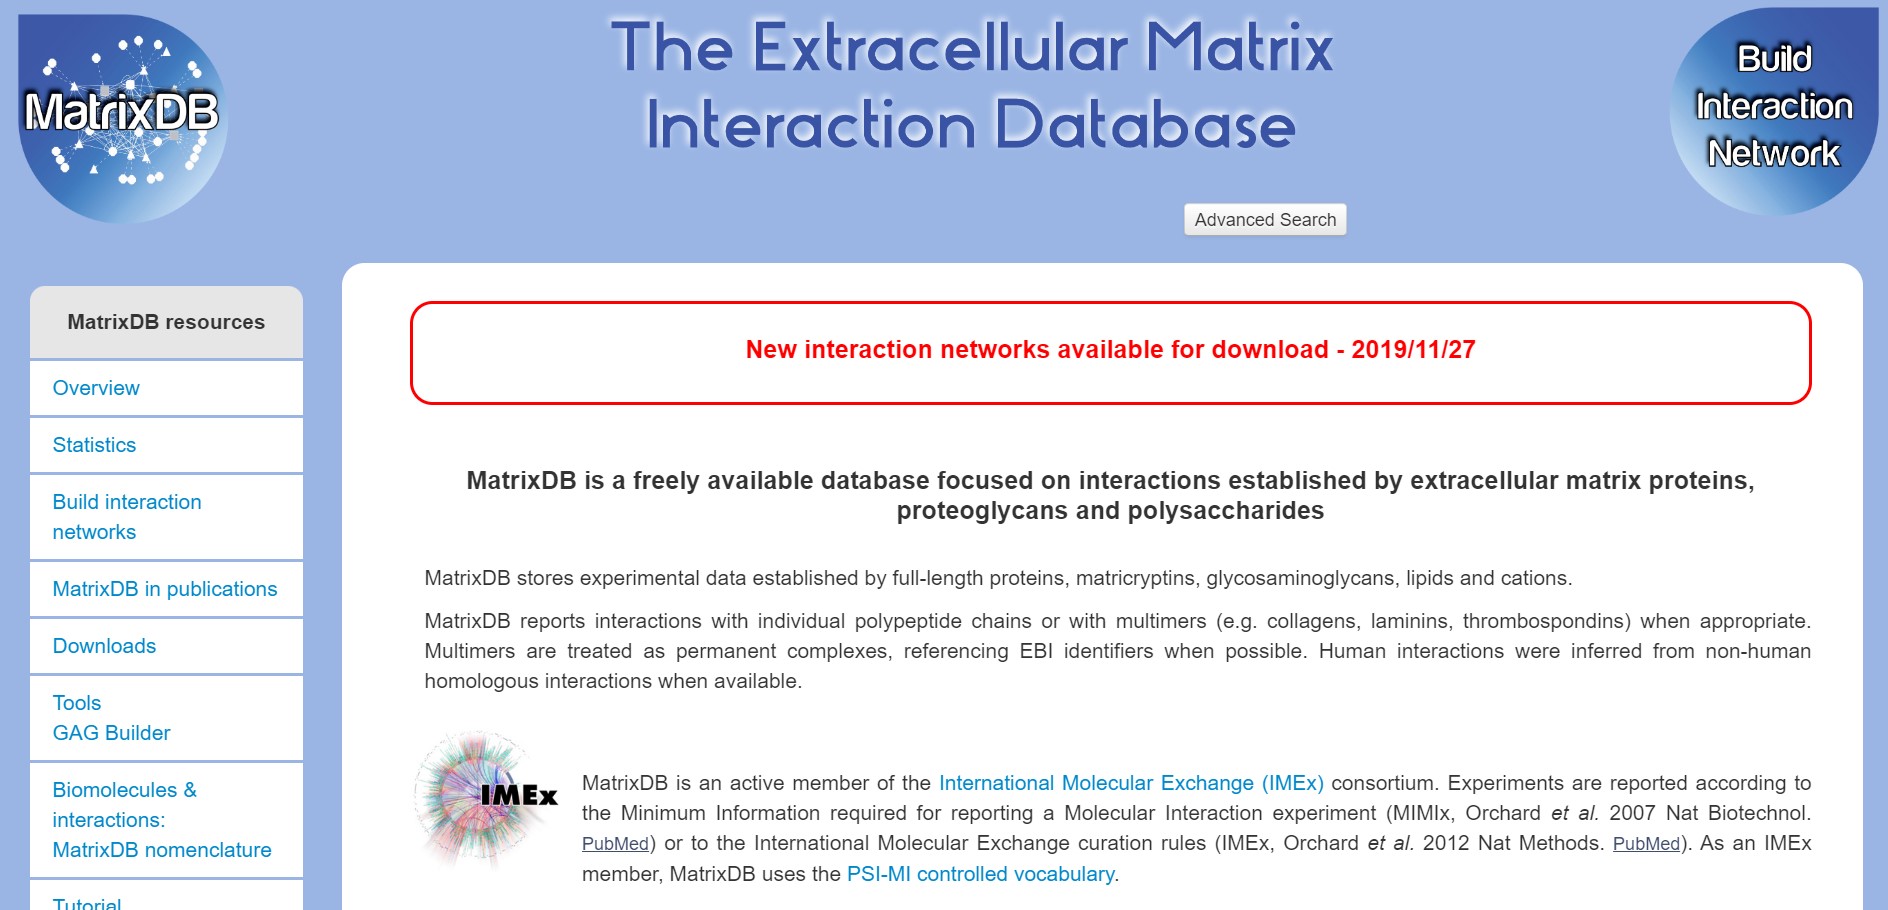 MatrixDB
The Extracellular Matrix
Interaction Database
Build
Interaction
Network
Advanced Search
MatrixDB resources
Overview
Statistics
Build interaction
networks
MatrixDB in publications
Downloads
Tools
GAG Builder
Biomolecules &
interactions:
MatrixDB nomenclature
Tutorial
New interaction networks available for download - 2019/11/27
MatrixDB is a freely available database focused on interactions established by extracellular matrix proteins,
proteoglycans and polysaccharides
MatrixDB stores experimental data established by full-length proteins, matricryptins, glycosaminoglycans, lipids and cations.
MatrixDB reports interactions with individual polypeptide chains or with multimers (e.g. collagens, laminins, thrombospondins) when appropriate.
Multimers are treated as permanent complexes, referencing EBI identifiers when possible. Human interactions were inferred from non-human
homologous interactions when available.
IMEx
MatrixDB is an active member of the International Molecular Exchange (IMEx) consortium. Experiments are reported according to
the Minimum Information required for reporting a Molecular Interaction experiment (MIMIx, Orchard et al. 2007 Nat Biotechnol.
PubMed) or to the International Molecular Exchange curation rules (IMEx, Orchard et al. 2012 Nat Methods. PubMed). As an IMEx
member, MatrixDB uses the PSI-MI controlled vocabulary.